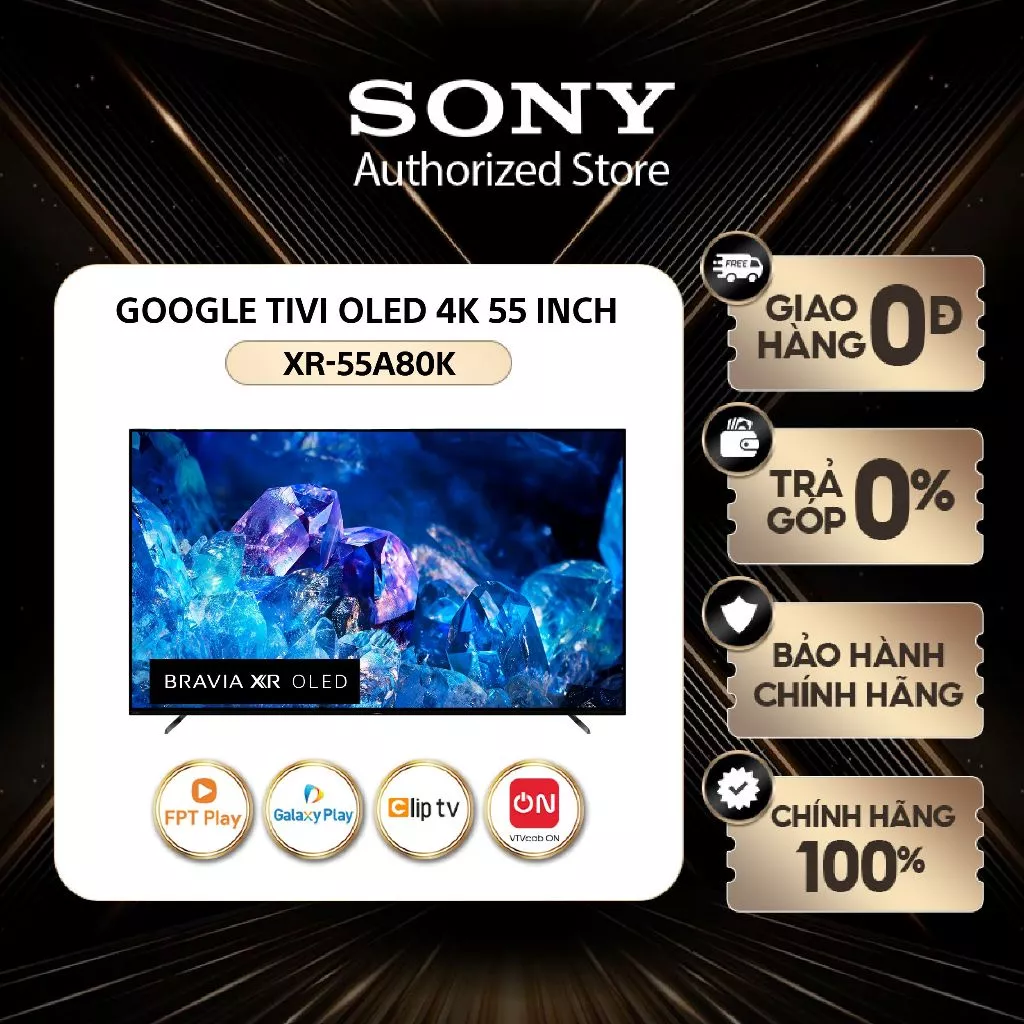 SONY
Authorized Store
GOOGLE TIVI OLED 4K 55 INCH
XR-55A80K
BRAVIA XR OLED
FPT Play
Galaxy Play
Clip tv
ON
VTVcab ON
FREE
GIAO
HÀNG 0Đ
TRẢ
GÓP 0%
BẢO HÀNH
CHÍNH HÃNG
CHÍNH HÃNG
100%